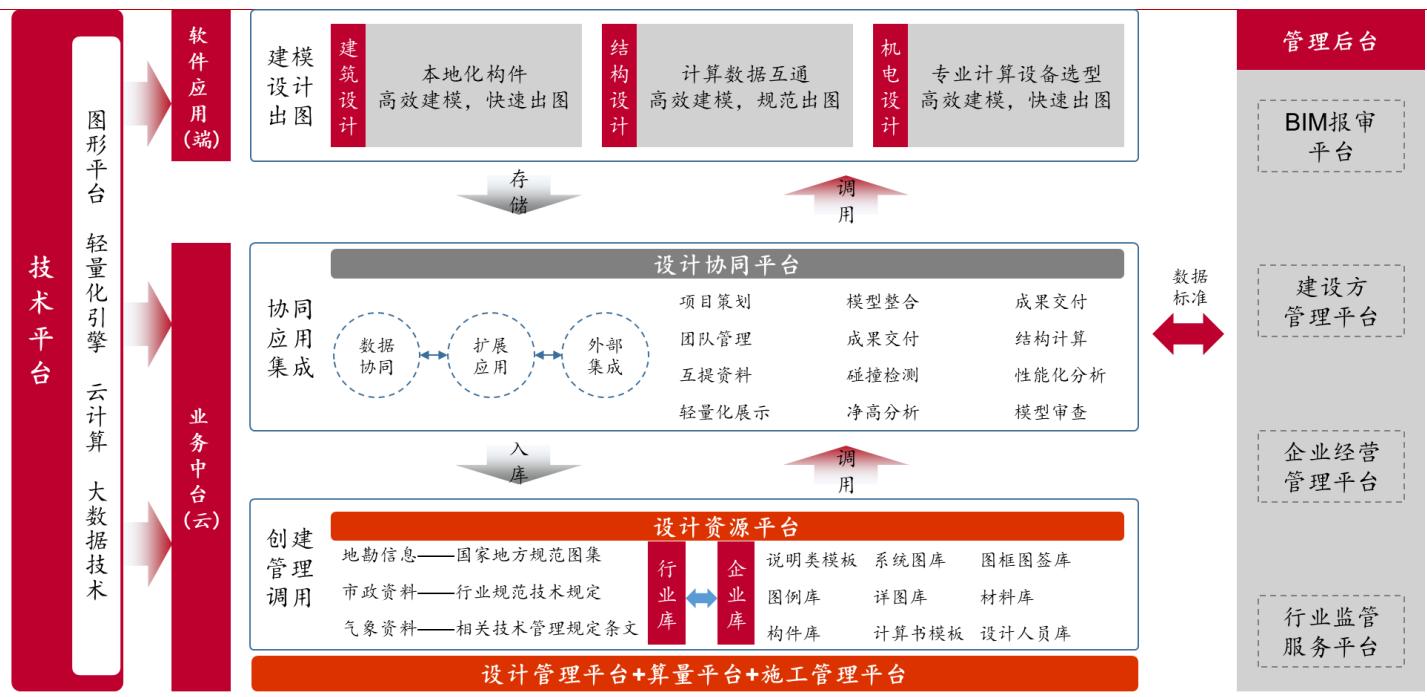 技术平台
图形平台 轻量化引擎 云计算 大数据技术
软件应用(端)
业务中台(云)
建模
设计
出图
建筑设计
本地化构件
高效建模，快速出图
结构设计
计算数据互通
高效建模，规范出图
机电设计
专业计算设备选型
高效建模，快速出图
存储
调用
协同
应用
集成
设计协同平台
数据
协同
扩展
应用
外部
集成
项目策划 模型整合 成果交付
团队管理 成果交付 结构计算
互提资料 碰撞检测 性能化分析
轻量化展示 净高分析 模型审查
入库
调用
创建
管理
调用
设计资源平台
地勘信息——国家地方规范图集
市政资料——行业规范技术规定
气象资料——相关技术管理规定条文
行业库
企业库
说明类模板 系统图库 图框图签库
图例库 详图库 材料库
构件库 计算书模板 设计人员库
设计管理平台+算量平台+施工管理平台
数据
标准
管理后台
BIM报审
平台
建设方
管理平台
企业经营
管理平台
行业监管
服务平台